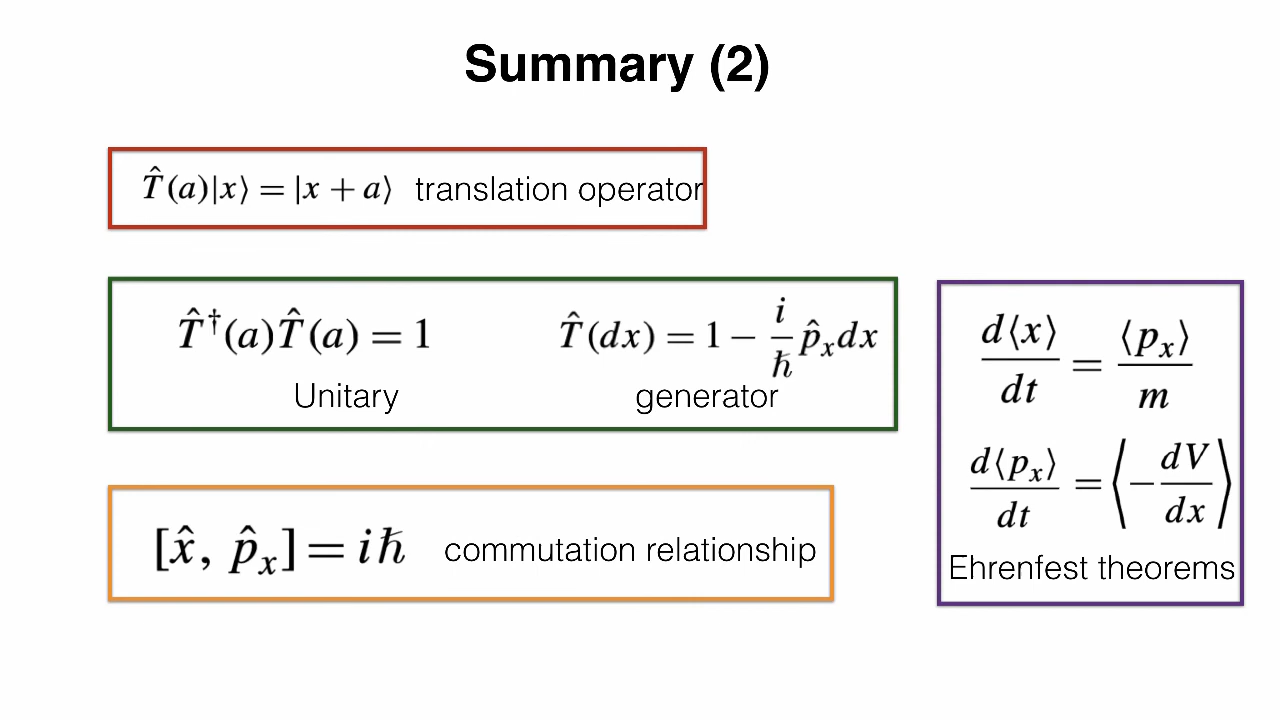 Summary (2)
T̂(a)|x⟩ = |x + a⟩ translation operator
T̂†(a)T̂(a) = 1
Unitary
T̂(dx) = 1 − i/ħ p̂ₓdx
generator
[x̂, p̂ₓ] = iħ commutation relationship
d⟨x⟩/dt = ⟨pₓ⟩/m
d⟨pₓ⟩/dt = ⟨−dV/dx⟩
Ehrenfest theorems